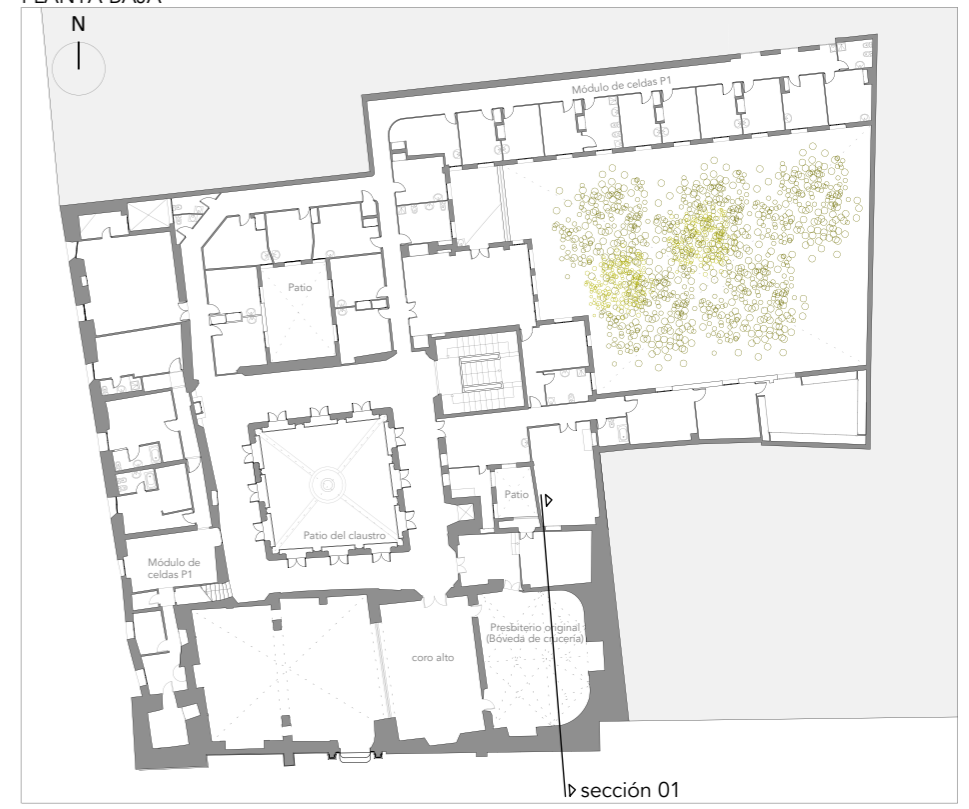 PLANTA BAJA
N
Módulo de celdas P1
Patio
Patio
Patio del claustro
Módulo de
celdas P1
Presbiterio original
(Bóveda de crucería)
coro alto
sección 01